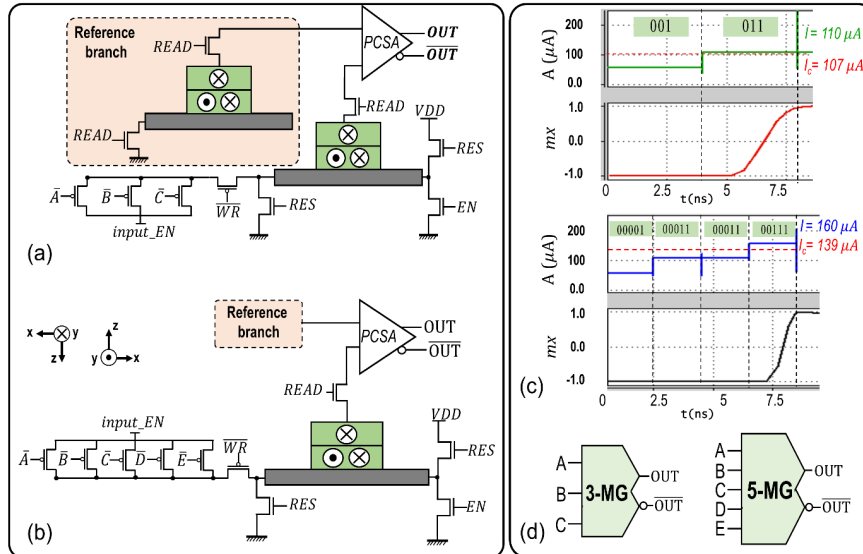 (a)
Reference
branch
READ
READ
PCSA
OUT
OUT
READ
VDD
RES
EN
RES
A
B
C
WR
input_EN
(b)
Reference
branch
PCSA
OUT
OUT
READ
x
y
z
z
y
x
input_EN
A
B
C
D
E
WR
VDD
RES
EN
RES
(c)
A (μA)
200
100.0
0.0
001
011
I = 110 μA
Ic= 107 μA
mx
1.0
0.0
-1.0
0
2.5
5
7.5
t(ns)
A (μA)
200
100.0
0.0
00001
00011
00011
00111
I = 160 μA
Ic= 139 μA
mx
1.0
0.0
-1.0
0
2.5
5
7.5
t(ns)
(d)
A
B
C
3-MG
OUT
OUT
A
B
C
D
E
5-MG
OUT
OUT